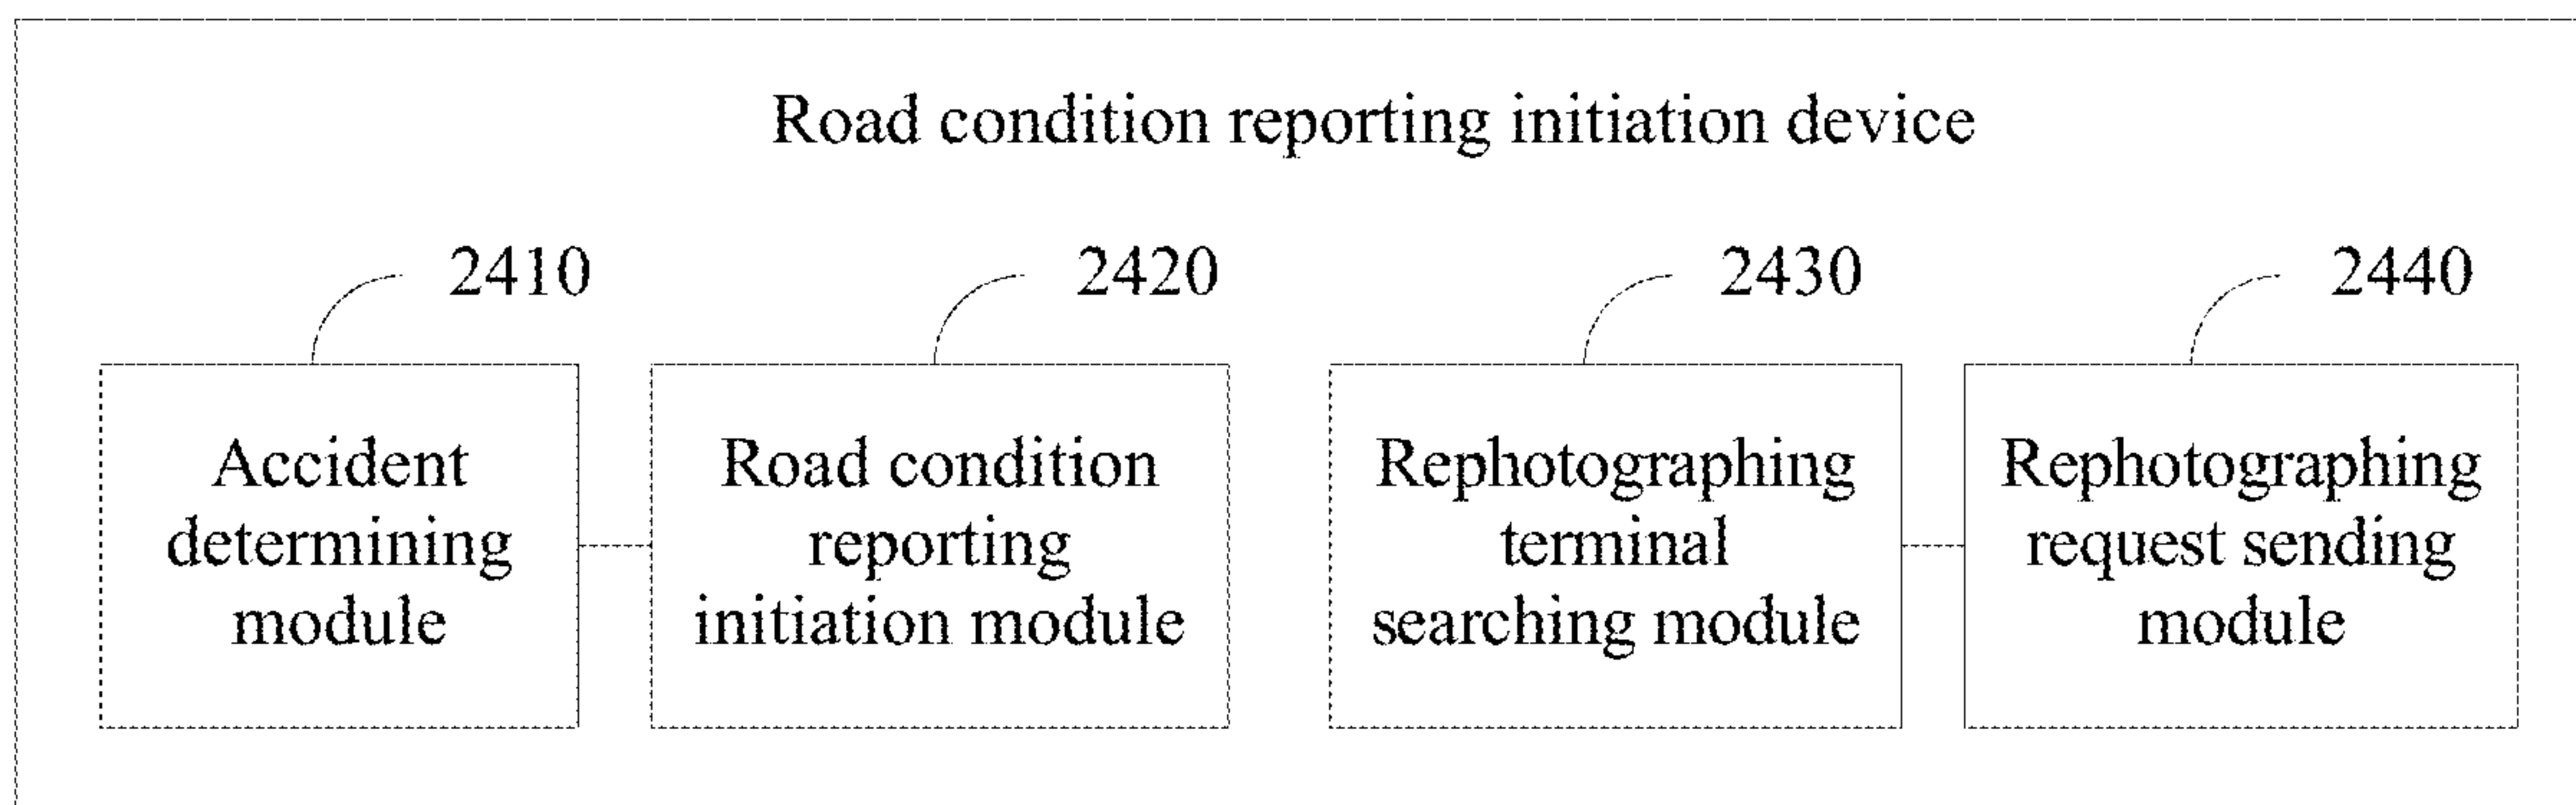 Road condition reporting initiation device
2410
2420
2430
2440
Accident
determining
module
Road condition
reporting
initiation module
Rephotographing
terminal
searching module
Rephotographing
request sending
module